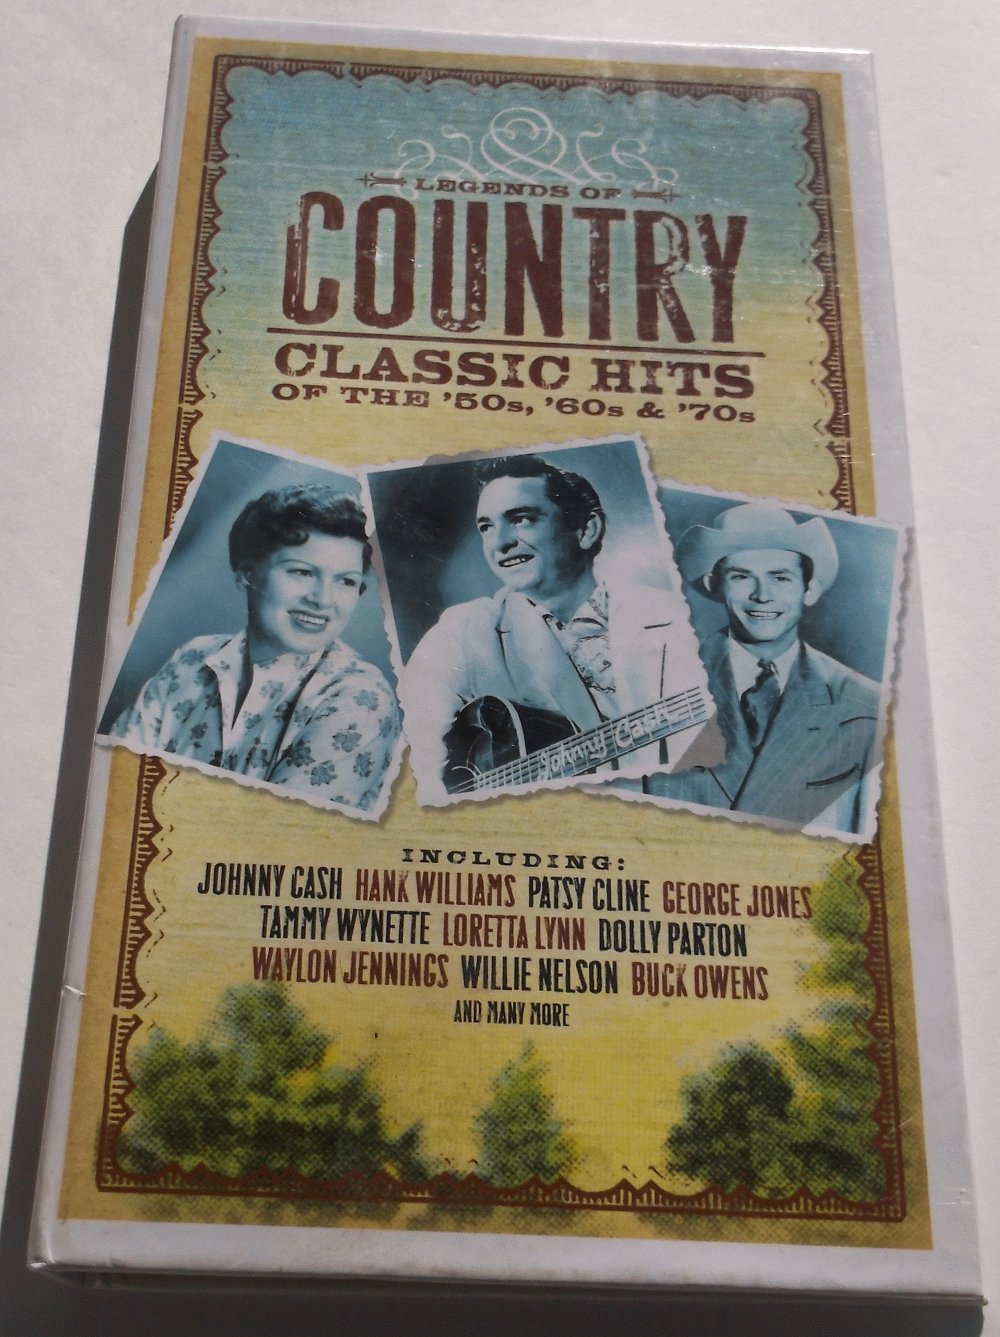 LEGENDS OF
COUNTRY
CLASSIC HITS
OF THE '50s, '60s & '70s
Johnny Cash
INCLUDING:
JOHNNY CASH HANK WILLIAMS PATSY CLINE GEORGE JONES
TAMMY WYNETTE LORETTA LYNN DOLLY PARTON
WAYLON JENNINGS WILLIE NELSON BUCK OWENS
AND MANY MORE